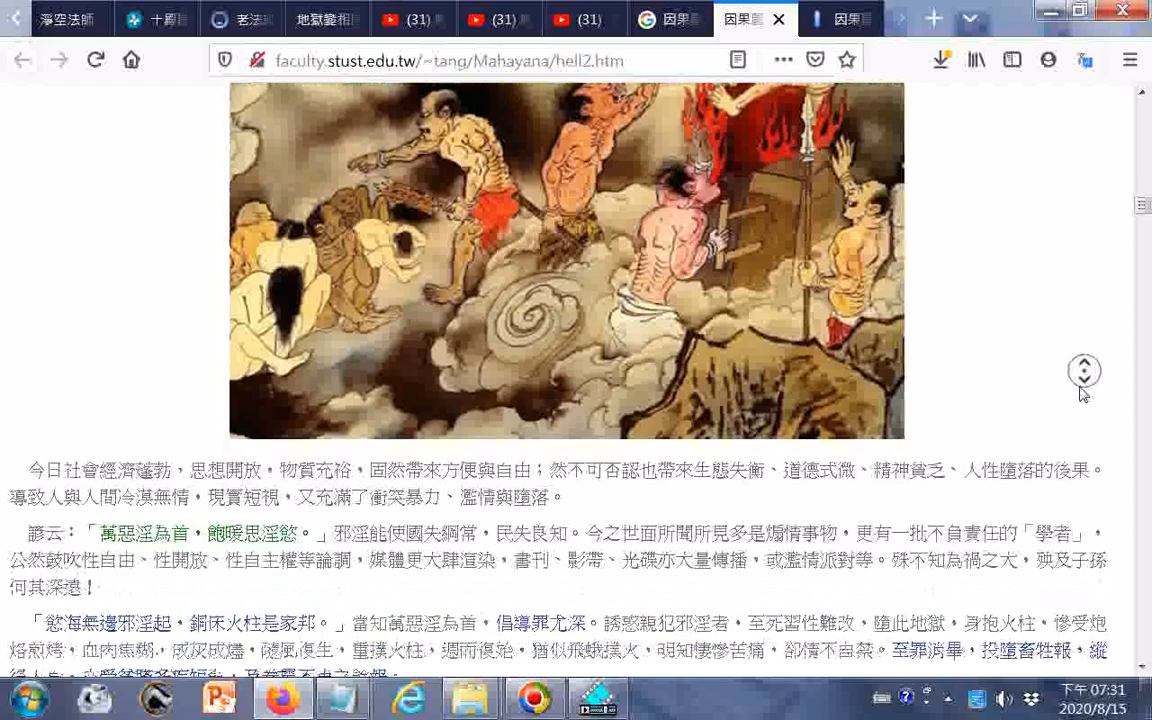 淨空法師
十殿
老法
地獄變相
(31)
(31)
(31)
因果
因果
因果
faculty.stust.edu.tw/~tang/Mahayana/hell2.htm
今日社會經濟蓬勃，思想開放，物質充裕，固然帶來方便與自由；然不可否認也帶來生態失衡、道德式微、精神貧乏、人性墮落的後果。
導致人與人間冷漠無情，現實短視，又充滿了衝突暴力、濫情與墮落。
諺云：「萬惡淫為首，飽暖思淫慾。」邪淫能使國失綱常，民失良知。今之世面所聞所見多是煽情事物，更有一批不負責任的「學者」，
公然鼓吹性自由、性開放、性自主權等論調，媒體更大肆渲染，書刊、影帶、光碟亦大量傳播，或濫情派對等。殊不知為禍之大，殃及子孫
何其深遠！
「慾海無邊邪淫起，銅床火柱是家邦。」當知萬惡淫為首，倡導罪尤深。誘惑親犯邪淫者，至死習性難改，墮此地獄，身抱火柱，慘受炮
烙煎烤，血肉焦糊，或灰或燼，隨風復生，重撲火柱，週而復始，猶似飛蛾撲火，明知悽慘苦痛，卻情不自禁。至罪消畢，投墮畜牲報，縱
下午 07:31
2020/8/15